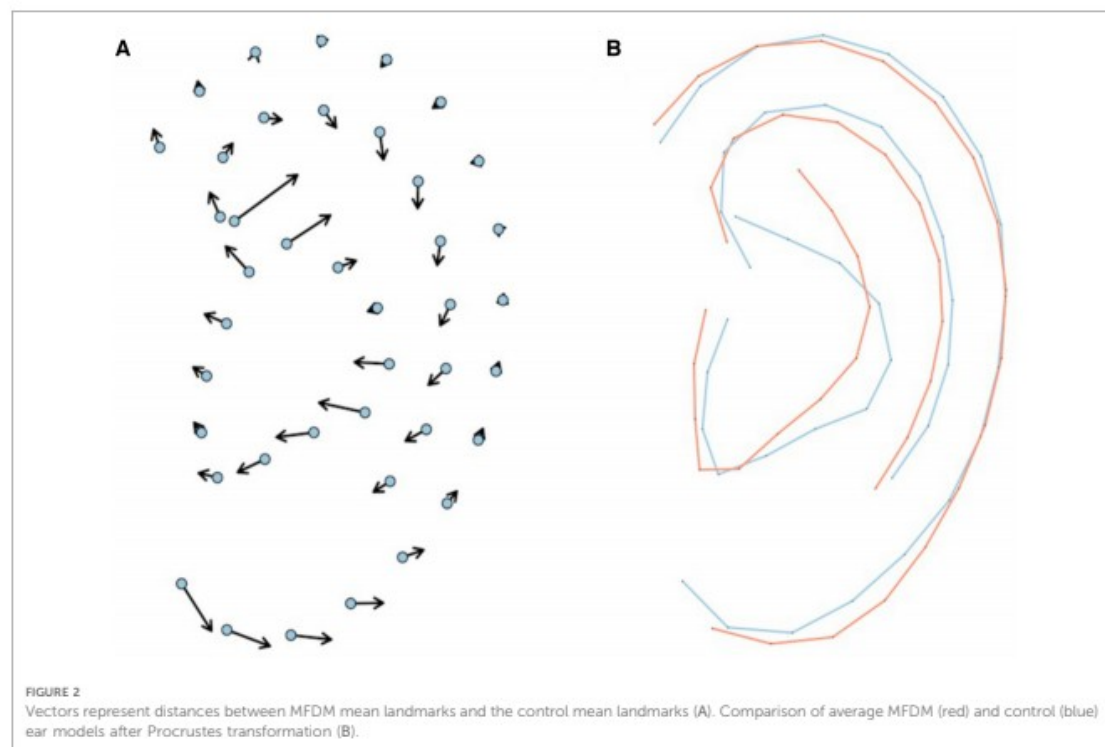 A
B
FIGURE 2
Vectors represent distances between MFDM mean landmarks and the control mean landmarks (A). Comparison of average MFDM (red) and control (blue)
ear models after Procrustes transformation (B).